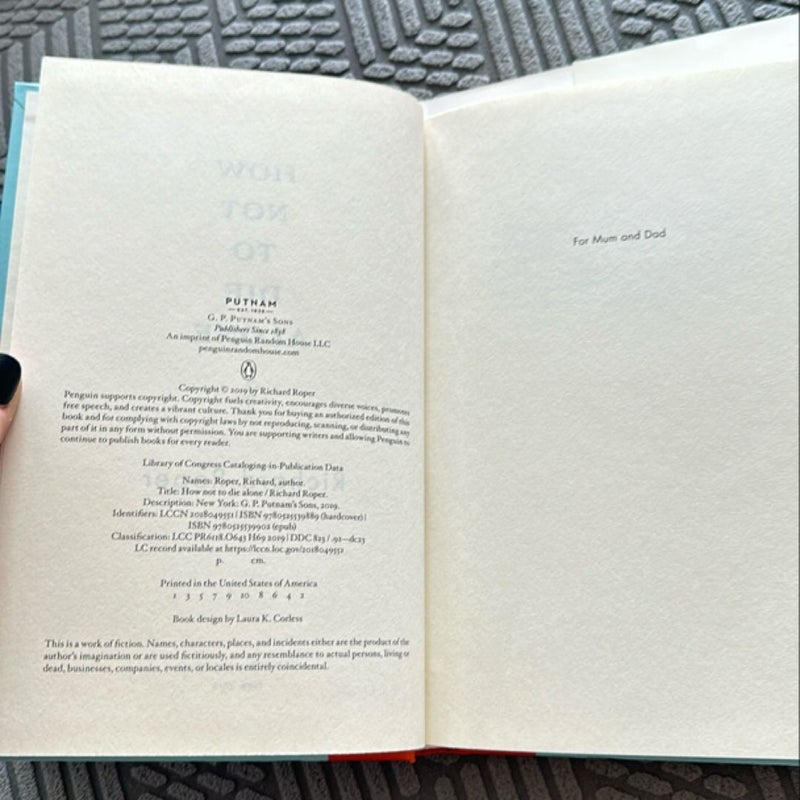 PUTNAM
— EST. 1838 —
G. P. Putnam's Sons
Publishers Since 1838
An imprint of Penguin Random House LLC
penguinrandomhouse.com
Copyright © 2019 by Richard Roper
Penguin supports copyright. Copyright fuels creativity, encourages diverse voices, promotes
free speech, and creates a vibrant culture. Thank you for buying an authorized edition of this
book and for complying with copyright laws by not reproducing, scanning, or distributing any
part of it in any form without permission. You are supporting writers and allowing Penguin to
continue to publish books for every reader.
Library of Congress Cataloging-in-Publication Data
Names: Roper, Richard, author.
Title: How not to die alone / Richard Roper.
Description: New York: G. P. Putnam's Sons, 2019.
Identifiers: LCCN 2018049551 | ISBN 9780525539889 (hardcover) |
ISBN 9780525539902 (epub)
Classification: LCC PR6118.O643 H69 2019 | DDC 823/.92—dc23
LC record available at https://lccn.loc.gov/2018049552
p. cm.
Printed in the United States of America
1 3 5 7 9 10 8 6 4 2
Book design by Laura K. Corless
This is a work of fiction. Names, characters, places, and incidents either are the product of the
author's imagination or are used fictitiously, and any resemblance to actual persons, living or
dead, businesses, companies, events, or locales is entirely coincidental.
For Mum and Dad